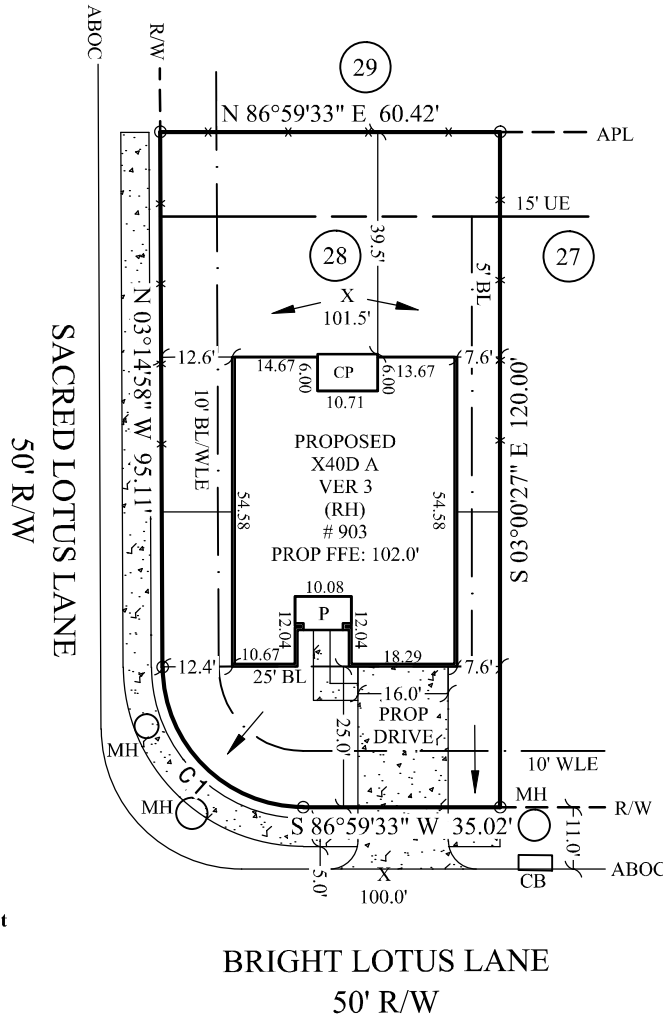 ABOC
R/W
29
N 86°59'33" E 60.42'
APL
15' UE
39.5'
28
27
5' BL
X
101.5'
N 03°14'58" W 95.11'
12.6'
14.67
6.00
CP
6.00
13.67
7.6'
10.71
SACRED LOTUS LANE
50' R/W
10' BL/WLE
PROPOSED
X40D A
VER 3
(RH)
# 903
PROP FFE: 102.0'
54.58
54.58
S 03°00'27" E 120.00'
10.08
P
12.04
12.04
12.4'
10.67
18.29
7.6'
25' BL
16.0'
PROP
DRIVE
25.0'
10' WLE
MH
C1
MH
MH
R/W
S 86°59'33" W 35.02'
11.0'
5.0'
X
100.0'
CB
ABOC
t
BRIGHT LOTUS LANE
50' R/W